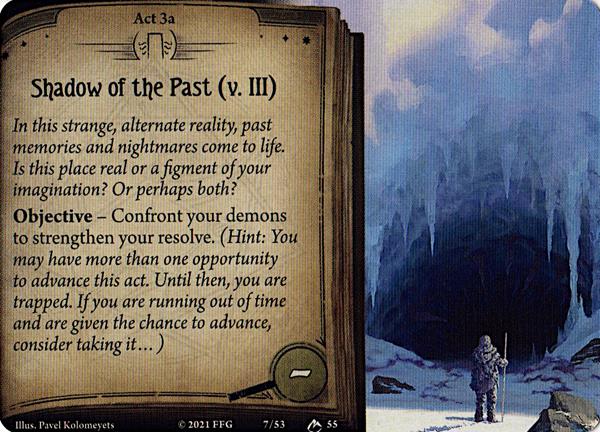 Act 3a
Shadow of the Past (v. III)
In this strange, alternate reality, past
memories and nightmares come to life.
Is this place real or a figment of your
imagination? Or perhaps both?
Objective – Confront your demons
to strengthen your resolve. (Hint: You
may have more than one opportunity
to advance this act. Until then, you are
trapped. If you are running out of time
and are given the chance to advance,
consider taking it… )
–
Illus. Pavel Kolomeyets © 2021 FFG 7/53 55